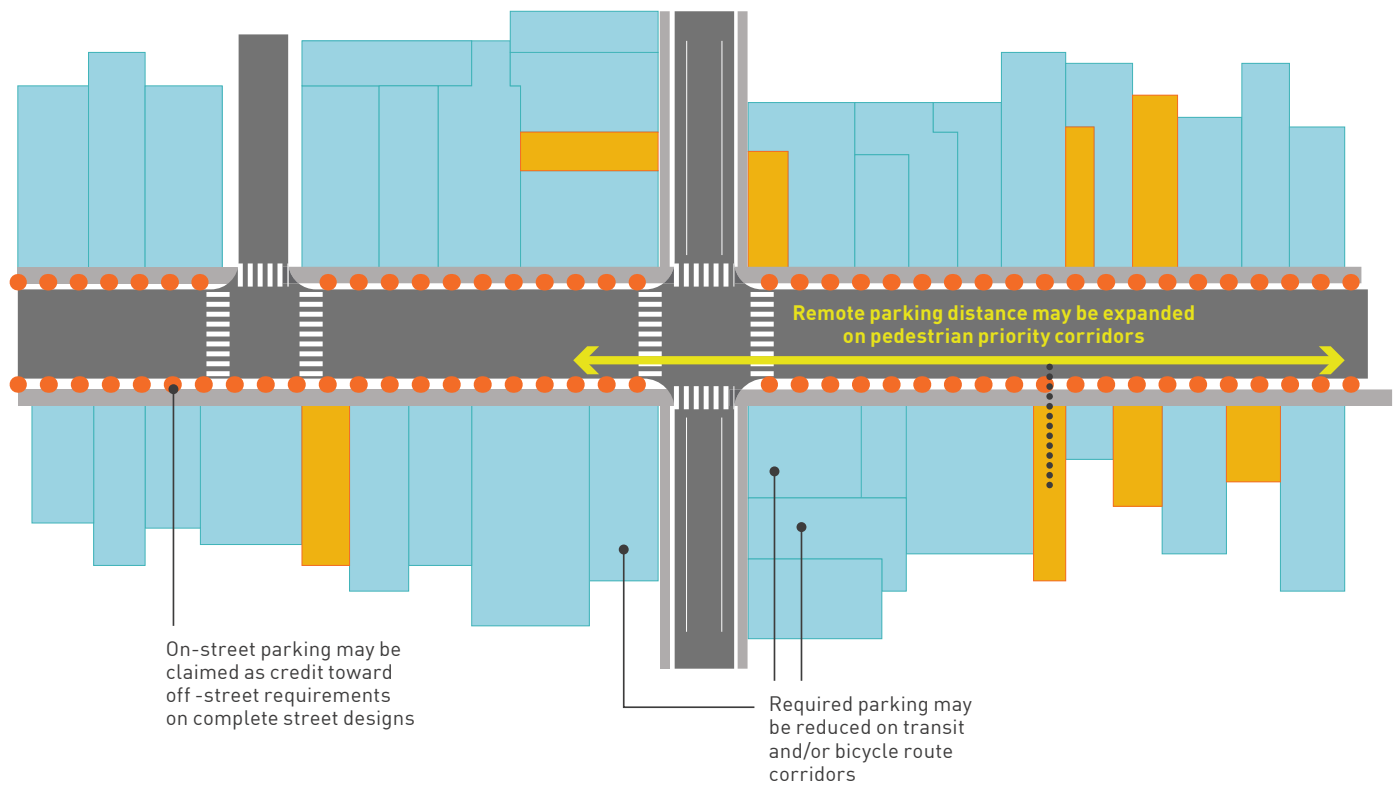 Remote parking distance may be expanded
on pedestrian priority corridors
On-street parking may be
claimed as credit toward
off -street requirements
on complete street designs
Required parking may
be reduced on transit
and/or bicycle route
corridors